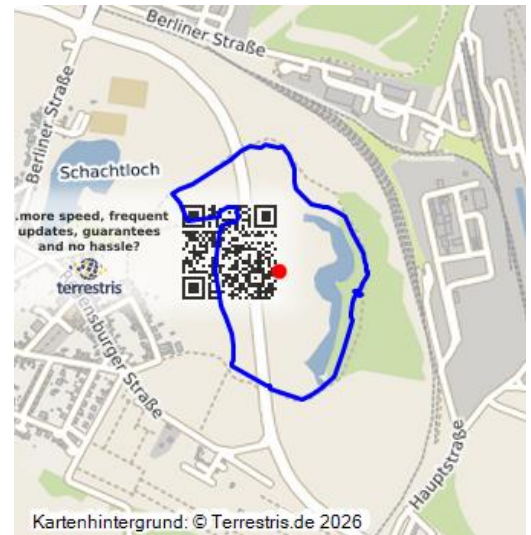 Berliner Straße
Berliner Straße
Schachtloch
.more speed, frequent
updates, guarantees
and no hassle?
terrestris
ensburger Straße
Hauptstraße
Kartenhintergrund: © Terrestris.de 2026